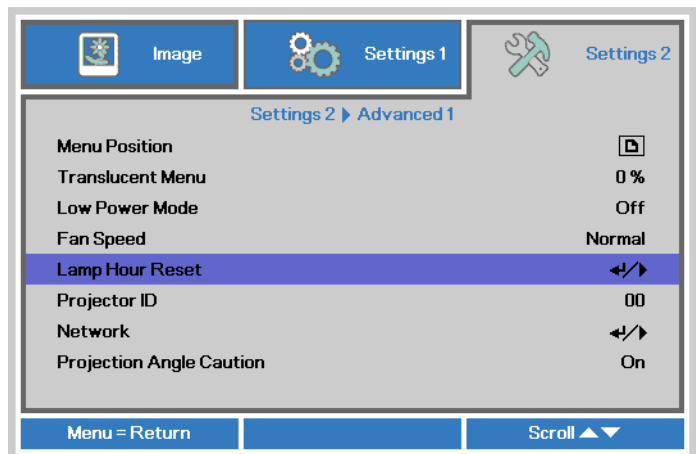 Image
Settings 1
Settings 2
Settings 2 Advanced 1
Menu Position
Translucent Menu 0 %
Low Power Mode Off
Fan Speed Normal
Lamp Hour Reset
Projector ID 00
Network
Projection Angle Caution On
Menu = Return
Scroll